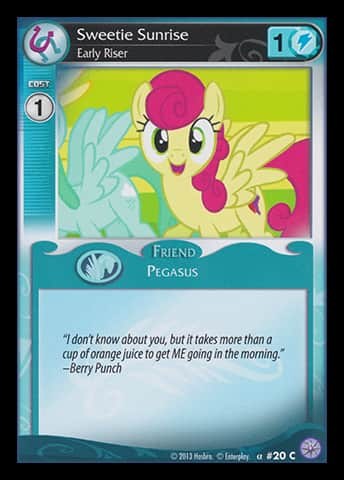 Sweetie Sunrise
Early Riser
1
COST
1
FRIEND
PEGASUS
“I don't know about you, but it takes more than a
cup of orange juice to get ME going in the morning.”
–Berry Punch
© 2013 Hasbro. © Enterplay. α #20 C